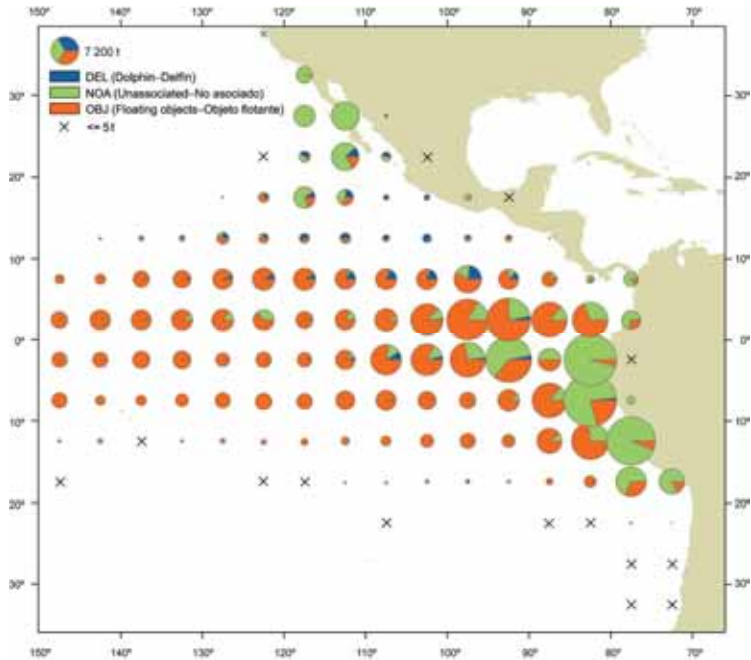 150° 140° 130° 120° 110° 100° 90° 80° 70°
7 200 t
DEL (Dolphin–Delfín)
NOA (Unassociated–No asociado)
OBJ (Floating objects–Objeto flotante)
<= 5 t
30° 30°
20° 20°
10° 10°
0° 0°
10° 10°
20° 20°
30° 30°
150° 140° 130° 120° 110° 100° 90° 80° 70°